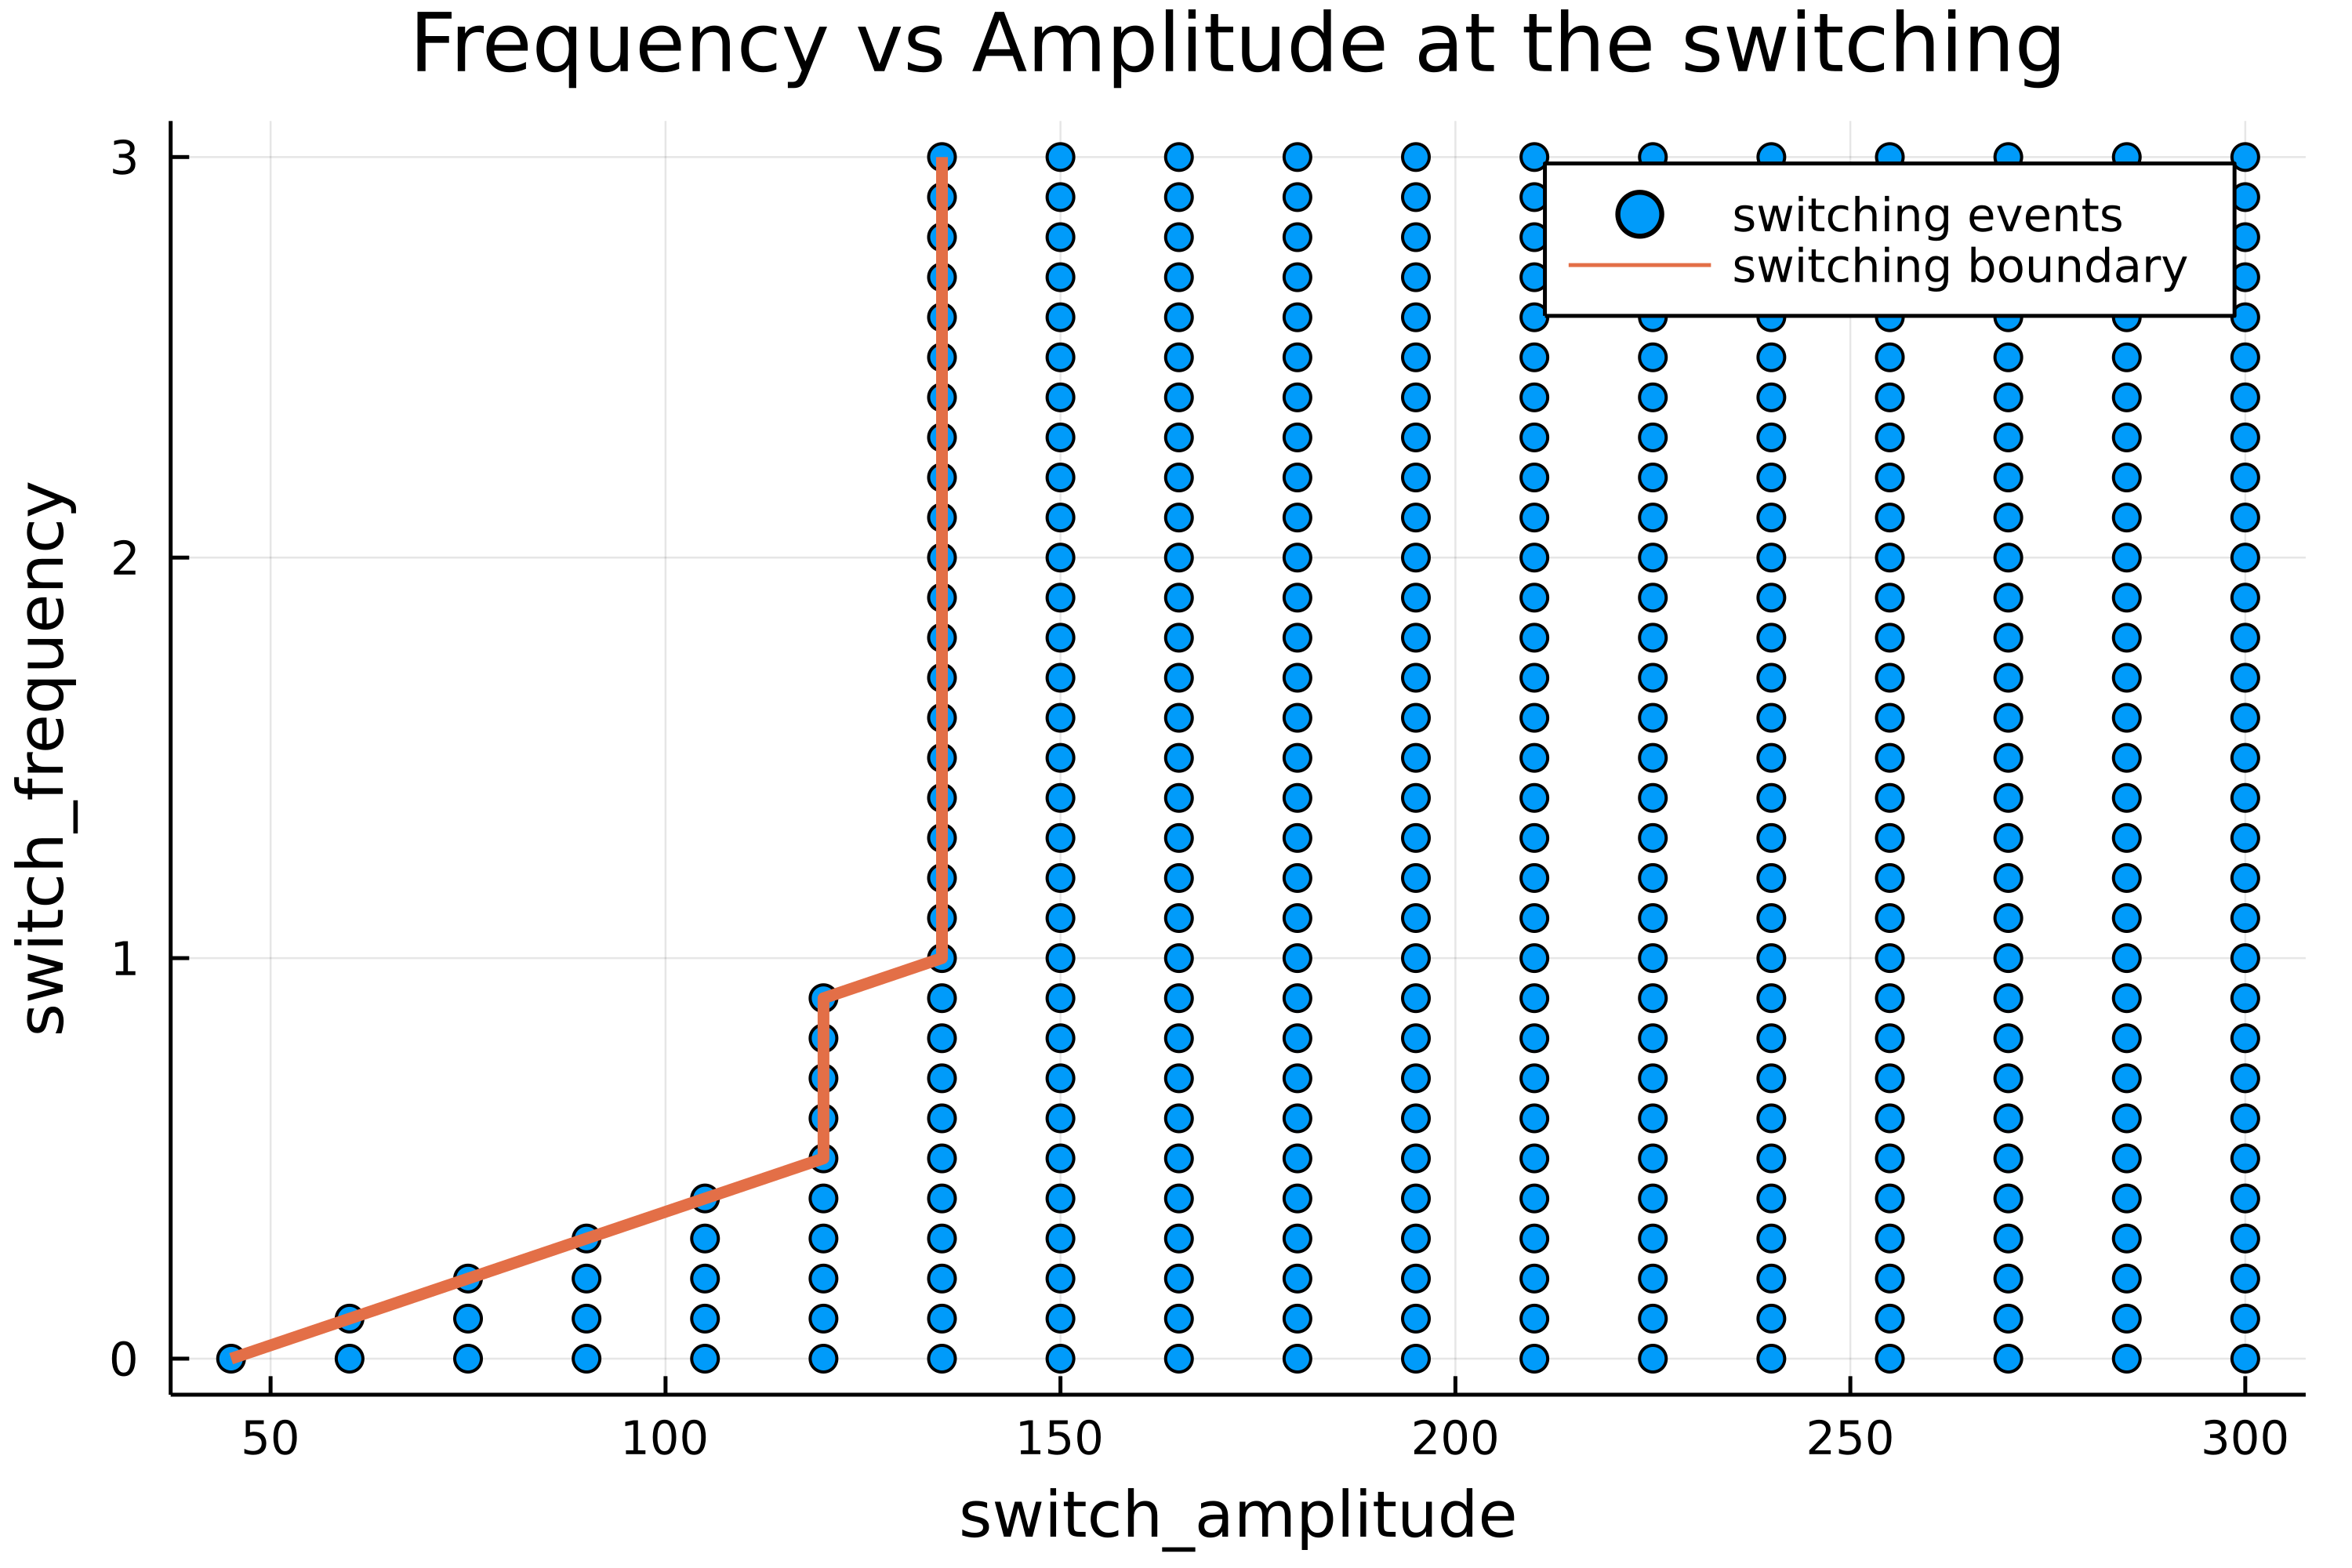 Frequency vs Amplitude at the switching
switching events
switching boundary
switch_frequency
3
2
1
0
50 100 150 200 250 300
switch_amplitude